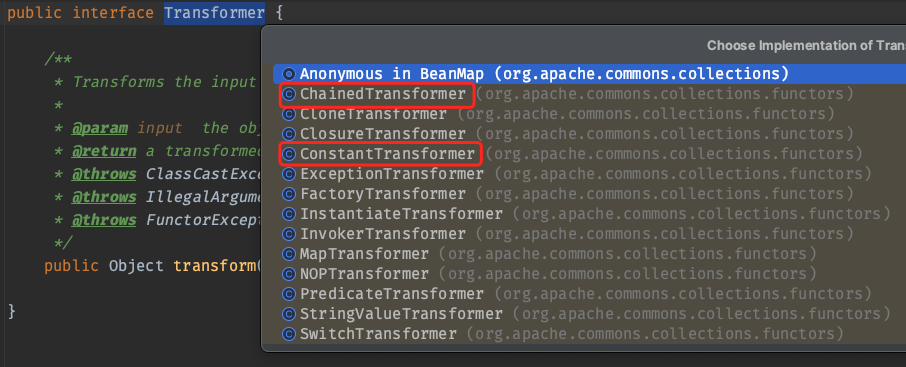 public interface Transformer {
Choose Implementation of Tran
/**
Anonymous in BeanMap (org.apache.commons.collections)
* Transforms the input
ChainedTransformer (org.apache.commons.collections.functors)
*
CloneTransformer (org.apache.commons.collections.functors)
* @param input the obj
ClosureTransformer (org.apache.commons.collections.functors)
* @return a transformed
ConstantTransformer (org.apache.commons.collections.functors)
* @throws ClassCastExce
ExceptionTransformer (org.apache.commons.collections.functors)
* @throws IllegalArgume
FactoryTransformer (org.apache.commons.collections.functors)
* @throws FunctorExcept
InstantiateTransformer (org.apache.commons.collections.functors)
*/
InvokerTransformer (org.apache.commons.collections.functors)
public Object transform(
MapTransformer (org.apache.commons.collections.functors)
NOPTransformer (org.apache.commons.collections.functors)
PredicateTransformer (org.apache.commons.collections.functors)
}
StringValueTransformer (org.apache.commons.collections.functors)
SwitchTransformer (org.apache.commons.collections.functors)